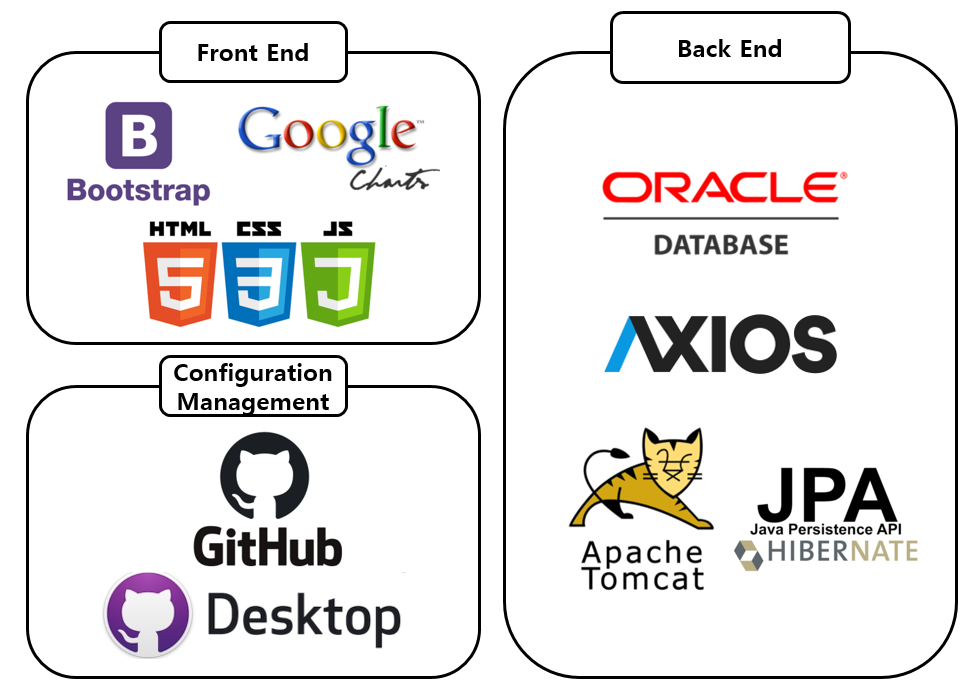 Front End
B
Bootstrap
Google™
Charts
HTML CSS JS
5 3 J
Configuration
Management
GitHub
Desktop
Back End
ORACLE®
DATABASE
AXIOS
Apache
Tomcat
JPA
Java Persistence API
HIBERNATE